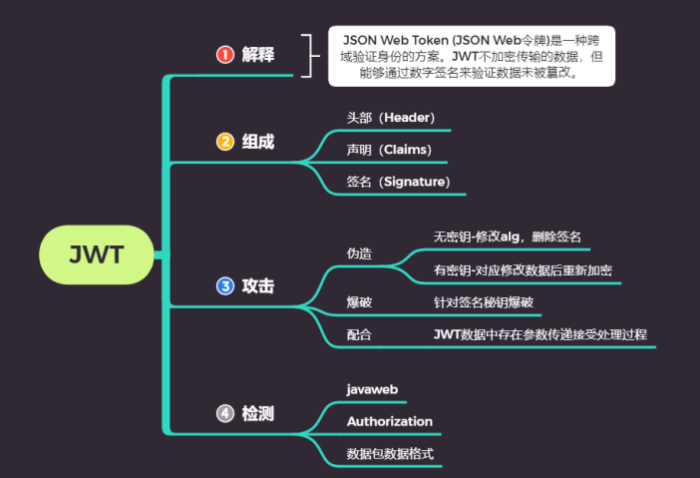 JWT
1 解释
JSON Web Token (JSON Web令牌)是一种跨
域验证身份的方案。JWT不加密传输的数据，但
能够通过数字签名来验证数据未被篡改。
2 组成
头部（Header）
声明（Claims）
签名（Signature）
3 攻击
伪造
无密钥-修改alg，删除签名
有密钥-对应修改数据后重新加密
爆破
针对签名秘钥爆破
配合
JWT数据中存在参数传递接受处理过程
4 检测
javaweb
Authorization
数据包数据格式